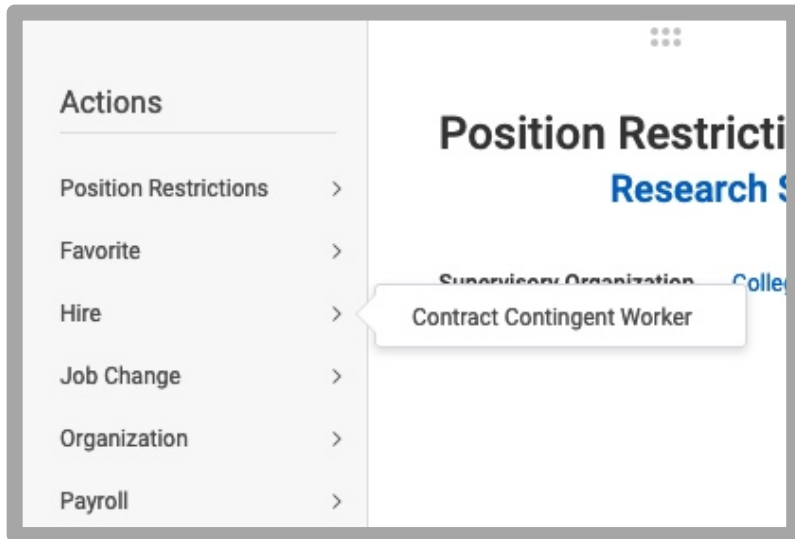 Actions
Position Restrictions
Favorite
Hire
Job Change
Organization
Payroll
Position Restricti
Research S
Supervisory Organization Colleg
Contract Contingent Worker